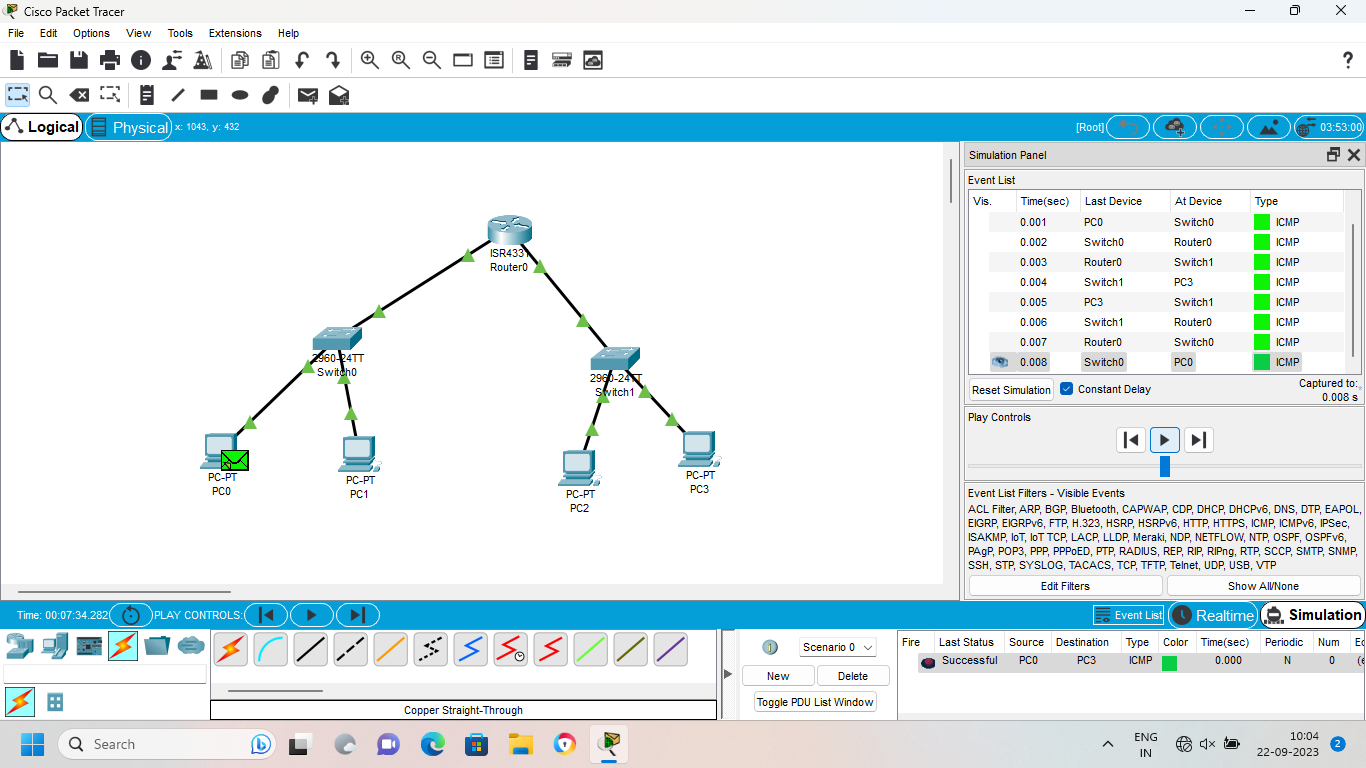 Cisco Packet Tracer
File Edit Options View Tools Extensions Help
?
Logical Physical x: 1043, y: 432 [Root] 03:53:00
ISR4331
Router0
2960-24TT
Switch0
2960-24TT
Switch1
PC-PT
PC0
PC-PT
PC1
PC-PT
PC2
PC-PT
PC3
Simulation Panel
Event List
Vis. Time(sec) Last Device At Device Type
0.001 PC0 Switch0 ICMP
0.002 Switch0 Router0 ICMP
0.003 Router0 Switch1 ICMP
0.004 Switch1 PC3 ICMP
0.005 PC3 Switch1 ICMP
0.006 Switch1 Router0 ICMP
0.007 Router0 Switch0 ICMP
0.008 Switch0 PC0 ICMP
Reset Simulation Constant Delay Captured to:
0.008 s
Play Controls
Event List Filters - Visible Events
ACL Filter, ARP, BGP, Bluetooth, CAPWAP, CDP, DHCP, DHCPv6, DNS, DTP, EAPOL,
EIGRP, EIGRPv6, FTP, H.323, HSRP, HSRPv6, HTTP, HTTPS, ICMP, ICMPv6, IPSec,
ISAKMP, IoT, IoT TCP, LACP, LLDP, Meraki, NDP, NETFLOW, NTP, OSPF, OSPFv6,
PAgP, POP3, PPP, PPPoED, PTP, RADIUS, REP, RIP, RIPng, RTP, SCCP, SMTP, SNMP,
SSH, STP, SYSLOG, TACACS, TCP, TFTP, Telnet, UDP, USB, VTP
Edit Filters Show All/None
Time: 00:07:34.282 PLAY CONTROLS: Event List Realtime Simulation
Copper Straight-Through
Scenario 0
New Delete
Toggle PDU List Window
Fire Last Status Source Destination Type Color Time(sec) Periodic Num Ec
Successful PC0 PC3 ICMP 0.000 N 0 (e
Search ENG
IN 10:04
22-09-2023 2